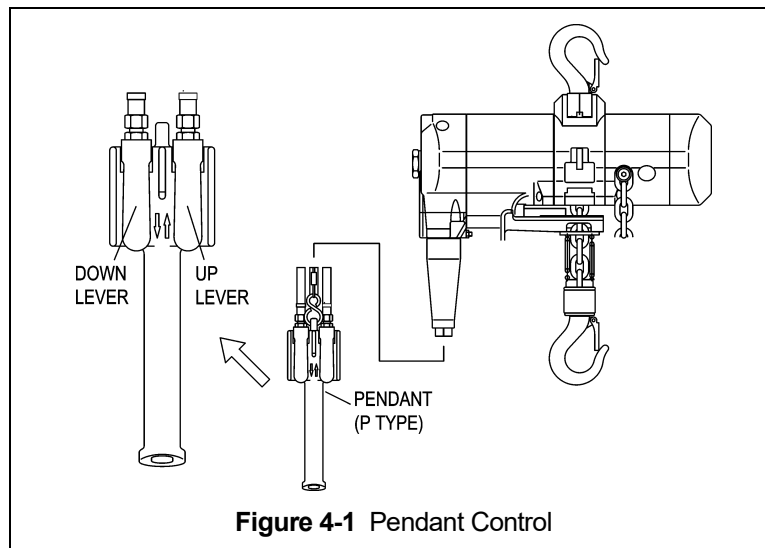 DOWN
LEVER
UP
LEVER
PENDANT
(P TYPE)
Figure 4-1 Pendant Control